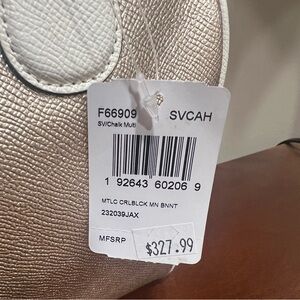 F66909 SVCAH
SV/Chalk Multi
1 92643 60206 9
MTLC CRLBLCK MN BNNT
232039JAX
MFSRP
$327.99